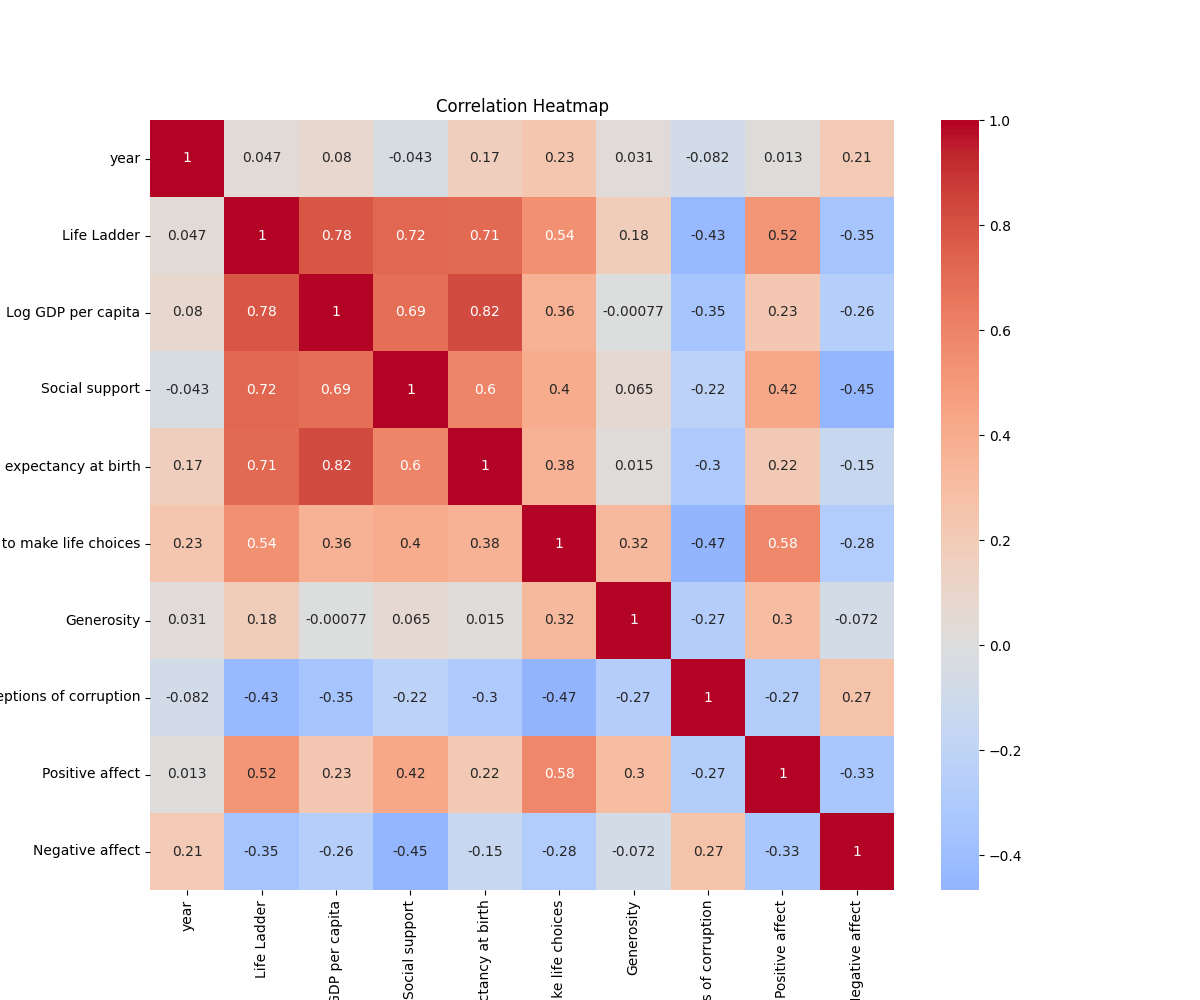 Correlation Heatmap
year 1 0.047 0.08 -0.043 0.17 0.23 0.031 -0.082 0.013 0.21
Life Ladder 0.047 1 0.78 0.72 0.71 0.54 0.18 -0.43 0.52 -0.35
Log GDP per capita 0.08 0.78 1 0.69 0.82 0.36 -0.00077 -0.35 0.23 -0.26
Social support -0.043 0.72 0.69 1 0.6 0.4 0.065 -0.22 0.42 -0.45
expectancy at birth 0.17 0.71 0.82 0.6 1 0.38 0.015 -0.3 0.22 -0.15
to make life choices 0.23 0.54 0.36 0.4 0.38 1 0.32 -0.47 0.58 -0.28
Generosity 0.031 0.18 -0.00077 0.065 0.015 0.32 1 -0.27 0.3 -0.072
eptions of corruption -0.082 -0.43 -0.35 -0.22 -0.3 -0.47 -0.27 1 -0.27 0.27
Positive affect 0.013 0.52 0.23 0.42 0.22 0.58 0.3 -0.27 1 -0.33
Negative affect 0.21 -0.35 -0.26 -0.45 -0.15 -0.28 -0.072 0.27 -0.33 1
year
Life Ladder
GDP per capita
Social support
ctancy at birth
ke life choices
Generosity
s of corruption
Positive affect
legative affect
1.0
0.8
0.6
0.4
0.2
0.0
−0.2
−0.4